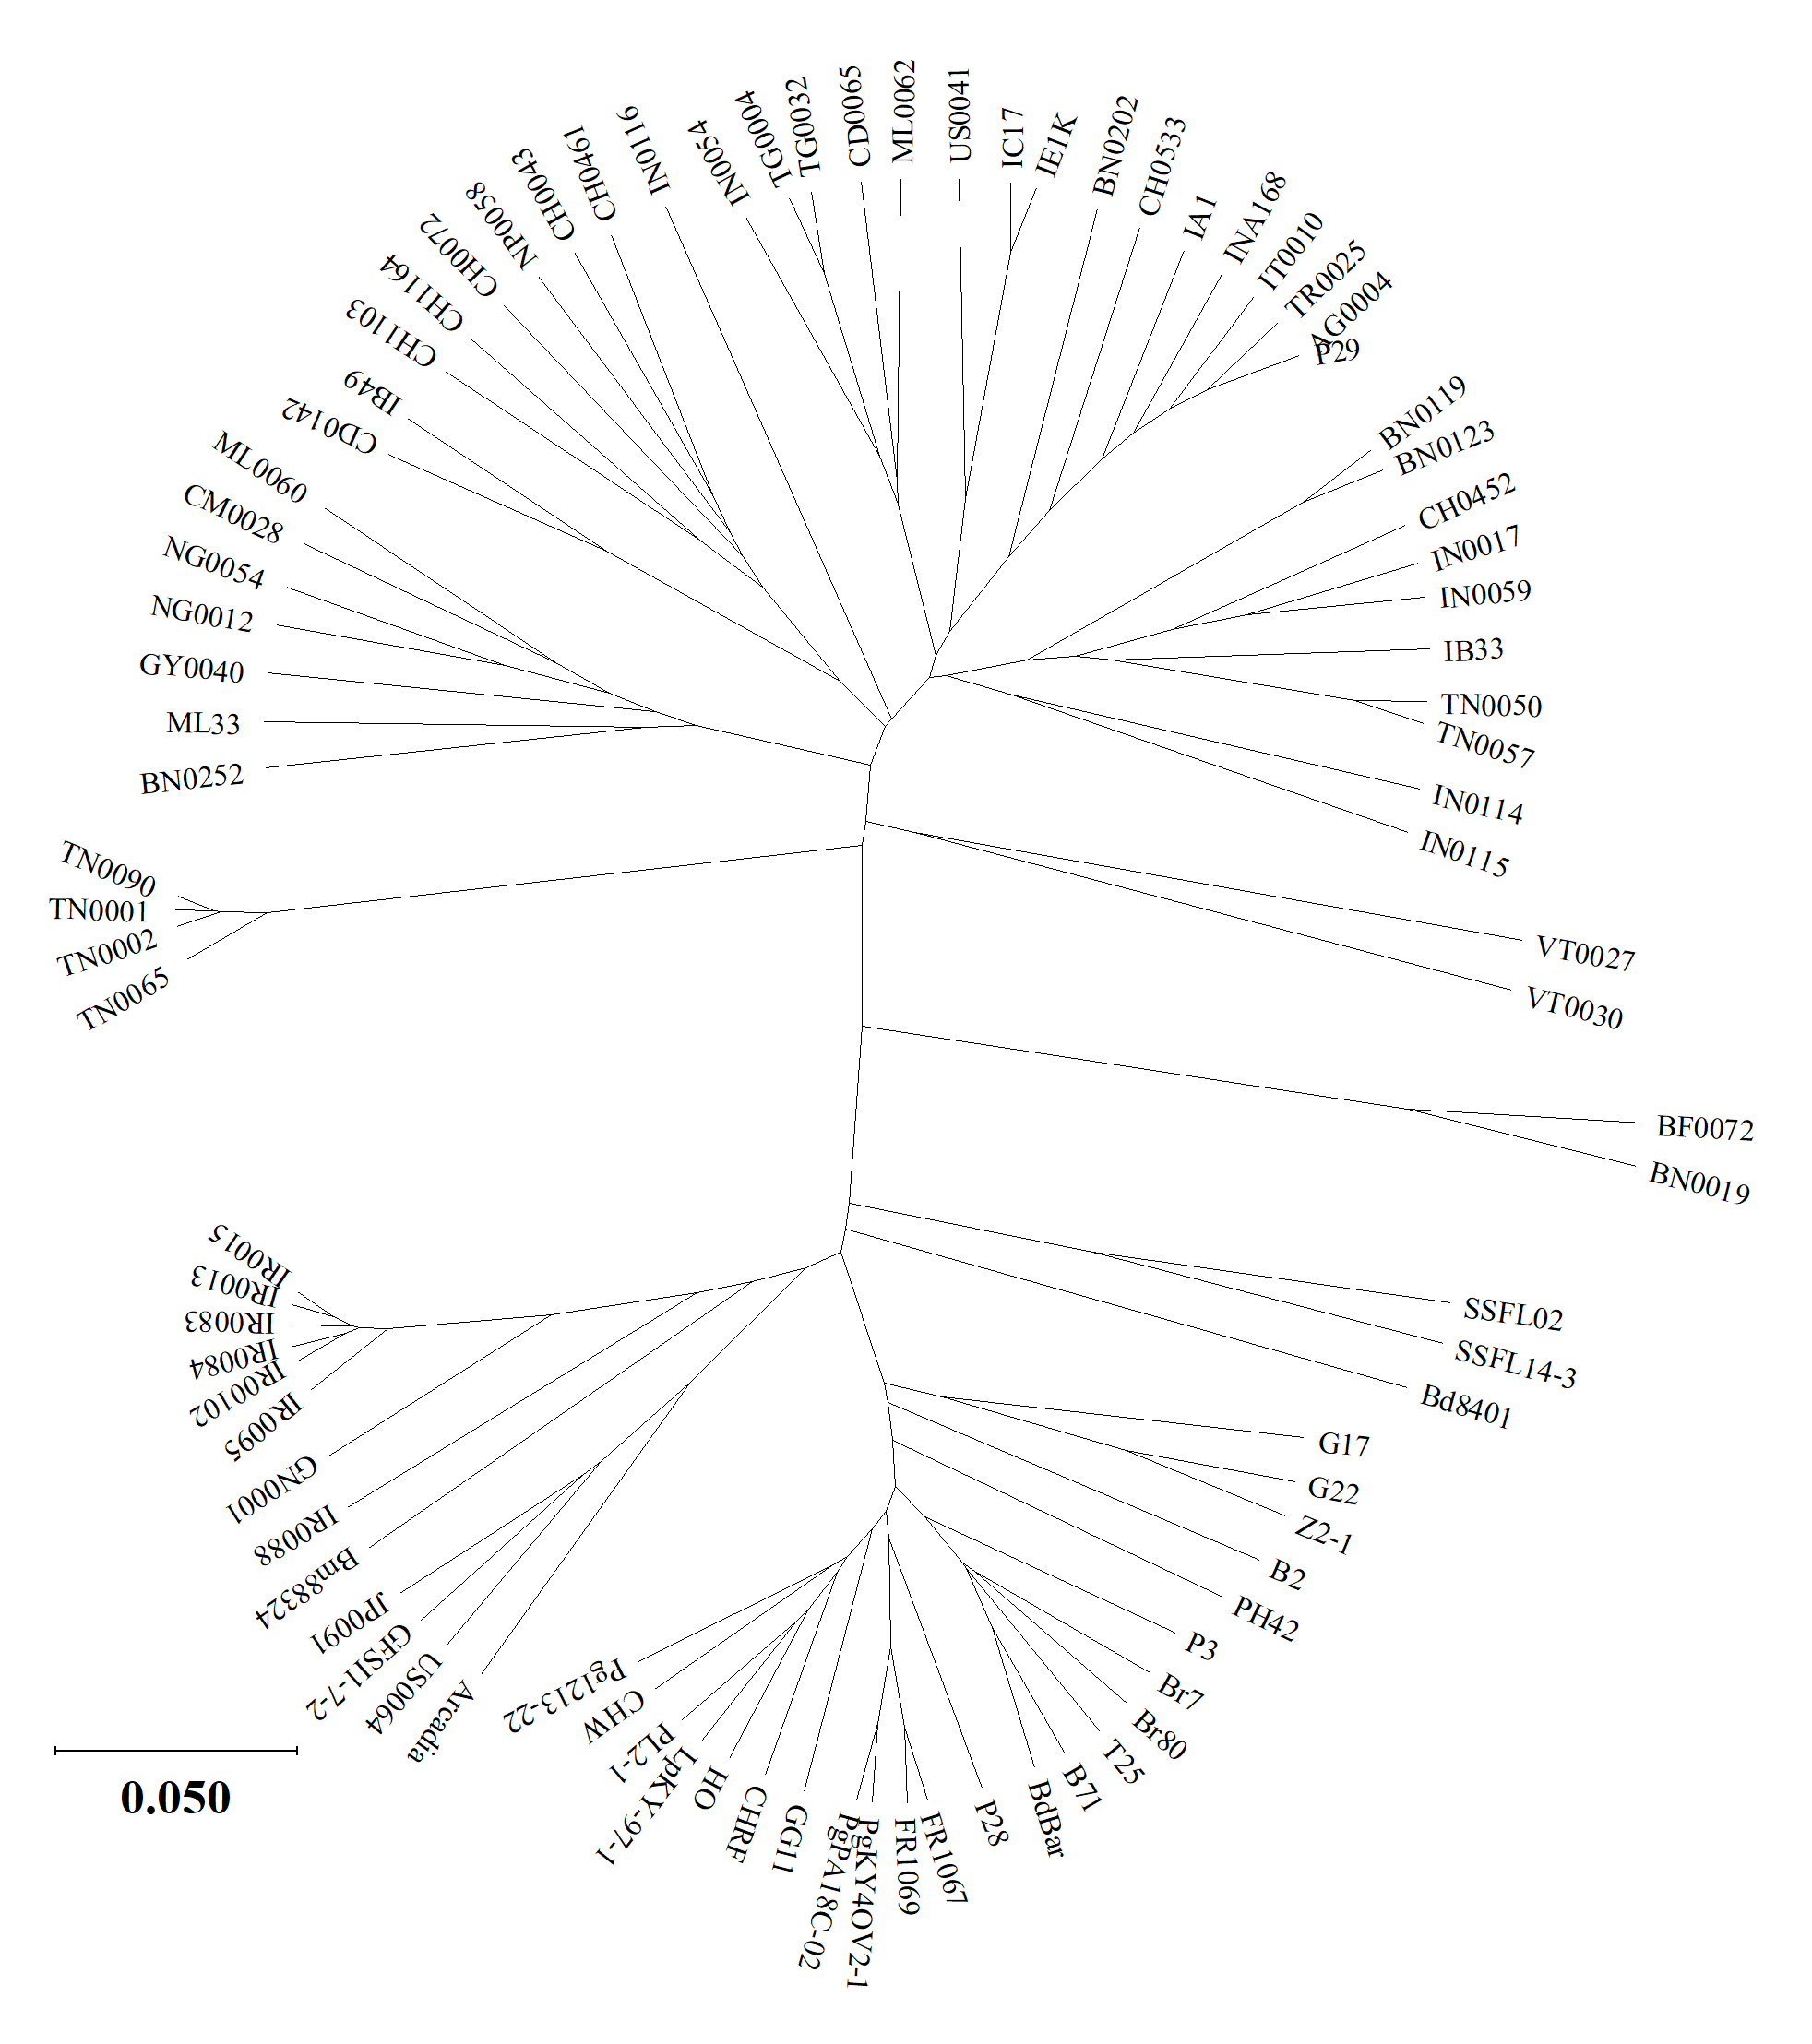 IN0116
IN0054
TG0004
TG0032
CD0065
ML0062
US0041
IC17
IE1K
BN0202
CH0533
IA1
INA168
IT0010
TR0025
AG0004
P29
BN0119
BN0123
CH0452
IN0017
IN0059
IB33
TN0050
TN0057
IN0114
IN0115
VT0027
VT0030
BF0072
BN0019
SSFL02
SSFL14-3
Bd8401
G17
G22
Z2-1
B2
PH42
P3
Br7
Br80
T25
B71
BdBar
P28
FR1067
FR1069
PgKY4OV2-1
PgPA18C-02
GG11
CHRF
HO
LpKY-97-1
PL2-1
CHW
Pg1213-22
Arcadia
US0064
GFSI1-7-2
JP0091
Bm88324
IR0088
GN0001
IR0095
IR00102
IR0084
IR0083
IR0013
IR0015
TN0065
TN0002
TN0001
TN0090
BN0252
ML33
GY0040
NG0012
NG0054
CM0028
ML0060
CD0142
IB49
CH1103
CH1164
CH0072
NP0058
CH0043
CH0461
0.050